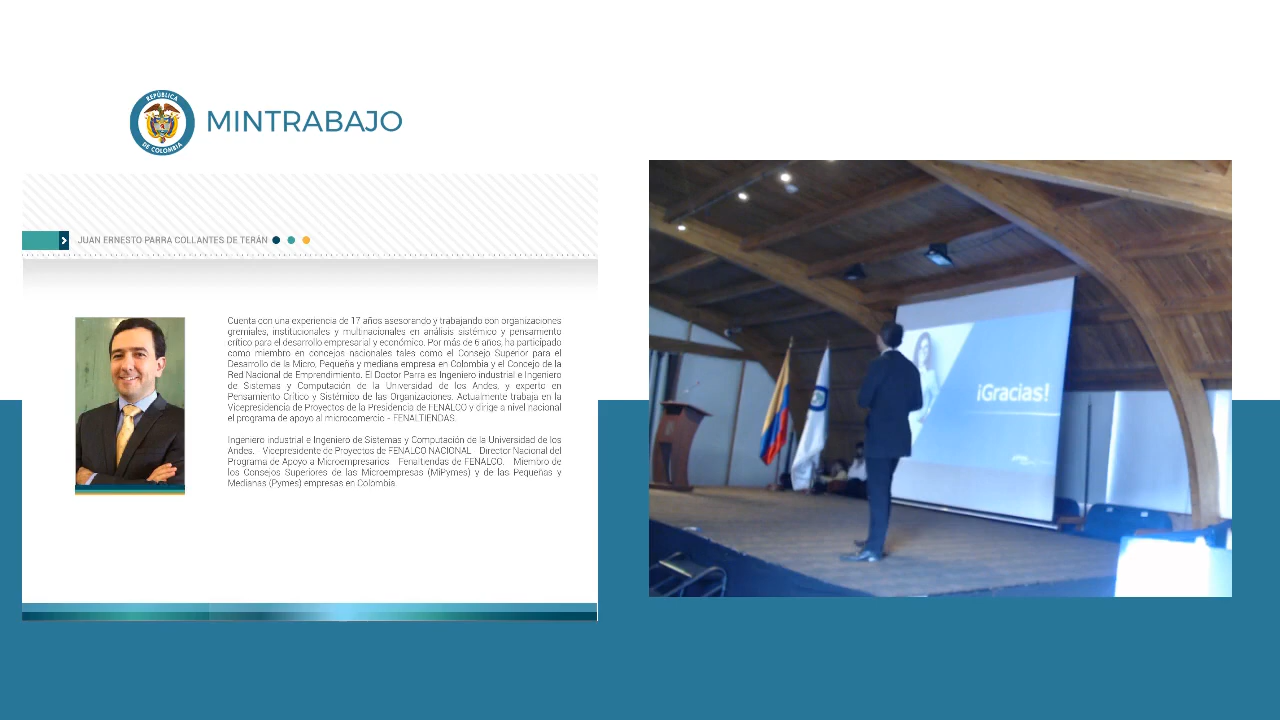 REPÚBLICA
DE COLOMBIA
MINTRABAJO
JUAN ERNESTO PARRA COLLANTES DE TERÁN
Cuenta con una experiencia de 17 años asesorando y trabajando con organizaciones
gremiales, institucionales y multinacionales en análisis sistémico y pensamiento
crítico para el desarrollo empresarial y económico. Por más de 6 anos, ha participado
como miembro en concejos nacionales tales como el Consejo Superior para el
Desarrollo de la Micro, Pequeña y mediana empresa en Colombia y el Concejo de la
Red Nacional de Emprendimiento. El Doctor Parra es Ingeniero industrial e Ingeniero
de Sistemas y Computación de la Universidad de los Andes, y experto en
Pensamiento Crítico y Sistémico de las Organizaciones. Actualmente trabaja en la
Vicepresidencia de Proyectos de la Presidencia de FENALCO y dirige a nivel nacional
el programa de apoyo al microcomercio - FENALTIENDAS.
Ingeniero industrial e Ingeniero de Sistemas y Computación de la Universidad de los
Andes. Vicepresidente de Proyectos de FENALCO NACIONAL Director Nacional del
Programa de Apoyo a Microempresarios Fenaltiendas de FENALCO. Miembro de
los Consejos Superiores de las Microempresas (MiPymes) y de las Pequeñas y
Medianas (Pymes) empresas en Colombia.
¡Gracias!